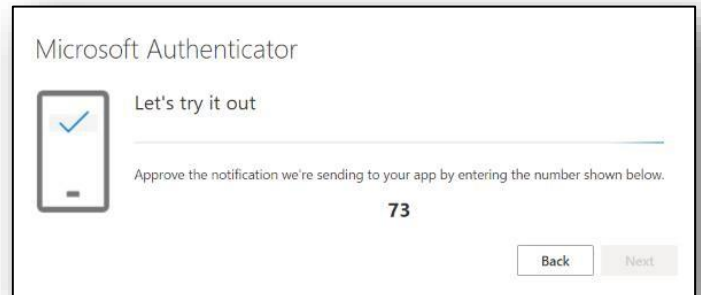 Microsoft Authenticator
Let's try it out
Approve the notification we're sending to your app by entering the number shown below.
73
Back
Next